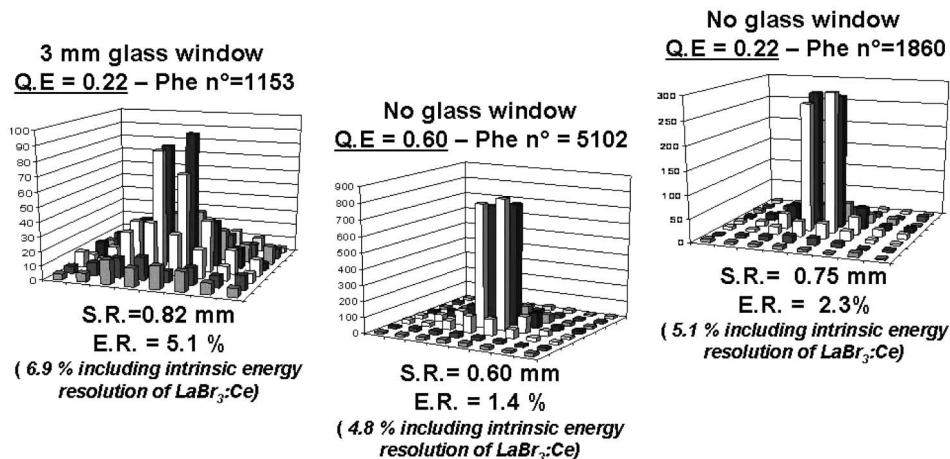 3 mm glass window
Q.E = 0.22 – Phe n°=1153
100
90
80
70
60
50
40
30
20
10
0
S.R.=0.82 mm
E.R. = 5.1 %
( 6.9 % including intrinsic energy
resolution of LaBr₃:Ce)
No glass window
Q.E = 0.60 – Phe n° = 5102
900
800
700
600
500
400
300
200
100
0
S.R.= 0.60 mm
E.R. = 1.4 %
( 4.8 % including intrinsic energy
resolution of LaBr₃:Ce)
No glass window
Q.E = 0.22 – Phe n°=1860
300
250
200
150
100
50
0
S.R.= 0.75 mm
E.R. = 2.3%
( 5.1 % including intrinsic energy
resolution of LaBr₃:Ce)